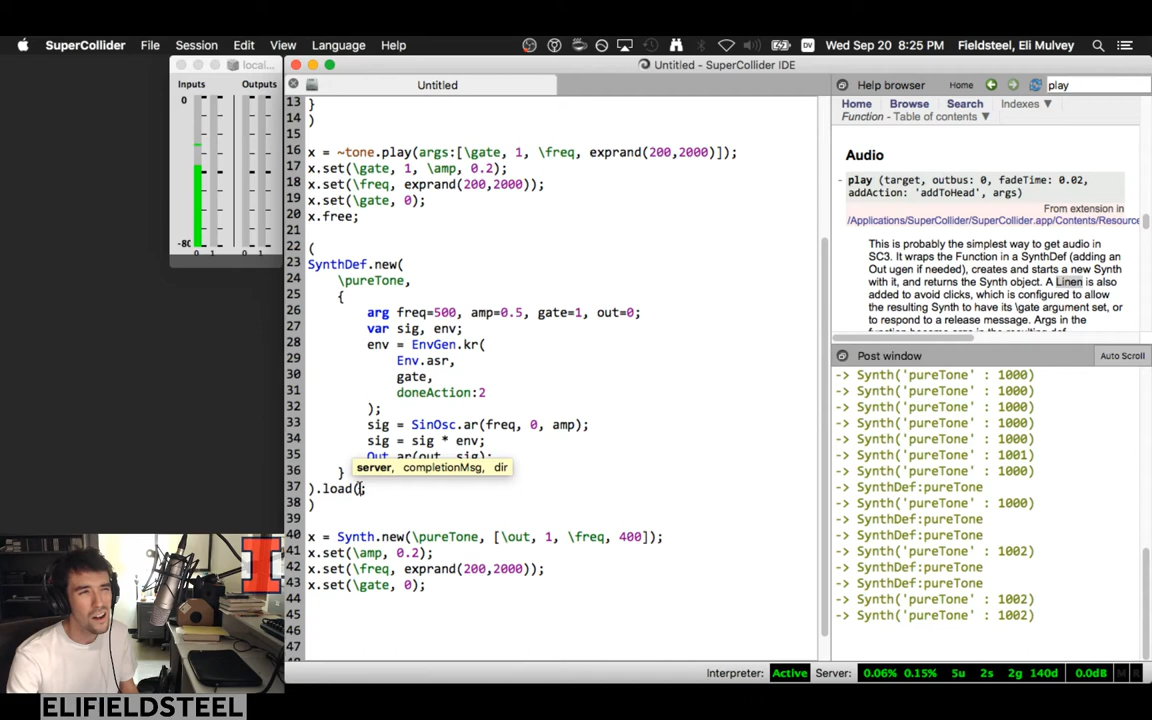 SuperCollider File Session Edit View Language Help
DV Wed Sep 20 8:25 PM Fieldsteel, Eli Mulvey
local...
Untitled - SuperCollider IDE
Inputs Outputs
0
-80
0 1 0 1
Untitled
13 }
14 )
15
16 x = ~tone.play(args:[\gate, 1, \freq, exprand(200,2000)]);
17 x.set(\gate, 1, \amp, 0.2);
18 x.set(\freq, exprand(200,2000));
19 x.set(\gate, 0);
20 x.free;
21
22 (
23 SynthDef.new(
24 \pureTone,
25 {
26 arg freq=500, amp=0.5, gate=1, out=0;
27 var sig, env;
28 env = EnvGen.kr(
29 Env.asr,
30 gate,
31 doneAction:2
32 );
33 sig = SinOsc.ar(freq, 0, amp);
34 sig = sig * env;
35 Out.ar(out, sig);
36 }
server, completionMsg, dir
37 ).load(;
38 )
39
40 x = Synth.new(\pureTone, [\out, 1, \freq, 400]);
41 x.set(\amp, 0.2);
42 x.set(\freq, exprand(200,2000));
43 x.set(\gate, 0);
44
45
46
47
Help browser Home play
Home Browse Search Indexes ▼
Function - Table of contents ▼
Audio
play (target, outbus: 0, fadeTime: 0.02,
addAction: 'addToHead', args)
From extension in
/Applications/SuperCollider/SuperCollider.app/Contents/Resource
This is probably the simplest way to get audio in
SC3. It wraps the Function in a SynthDef (adding an
Out ugen if needed), creates and starts a new Synth
with it, and returns the Synth object. A Linen is also
added to avoid clicks, which is configured to allow
the resulting Synth to have its \gate argument set, or
to respond to a release message. Args in the
Post window Auto Scroll
-> Synth('pureTone' : 1000)
-> Synth('pureTone' : 1000)
-> Synth('pureTone' : 1000)
-> Synth('pureTone' : 1000)
-> Synth('pureTone' : 1000)
-> Synth('pureTone' : 1001)
-> Synth('pureTone' : 1000)
-> SynthDef:pureTone
-> Synth('pureTone' : 1000)
-> SynthDef:pureTone
-> SynthDef:pureTone
-> Synth('pureTone' : 1002)
-> SynthDef:pureTone
-> SynthDef:pureTone
-> Synth('pureTone' : 1002)
-> Synth('pureTone' : 1002)
Interpreter: Active Server: 0.06% 0.15% 5u 2s 2g 140d 0.0dB M R
ELIFIELDSTEEL